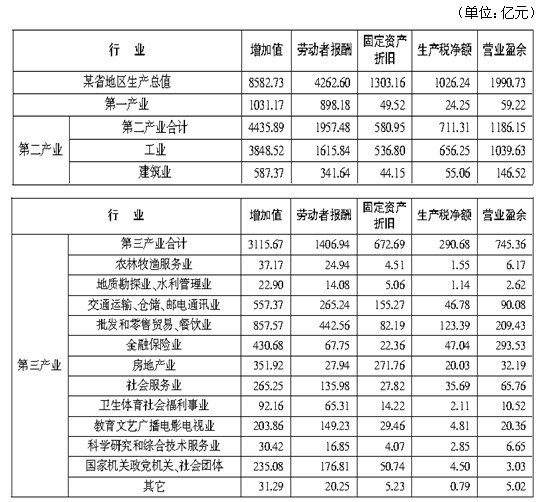 （单位：亿元）
行 业 增加值 劳动者报酬 固定资产折旧 生产税净额 营业盈余
某省地区生产总值 8582.73 4262.60 1303.16 1026.24 1990.73
第一产业 1031.17 898.18 49.52 24.25 59.22
第二产业 第二产业合计 4435.89 1957.48 580.95 711.31 1186.15
工业 3848.52 1615.84 536.80 656.25 1039.63
建筑业 587.37 341.64 44.15 55.06 146.52
行 业 增加值 劳动者报酬 固定资产折旧 生产税净额 营业盈余
第三产业 第三产业合计 3115.67 1406.94 672.69 290.68 745.36
农林牧渔服务业 37.17 24.94 4.51 1.55 6.17
地质勘探业、水利管理业 22.90 14.08 5.06 1.14 2.62
交通运输、仓储、邮电通讯业 557.37 265.24 155.27 46.78 90.08
批发和零售贸易、餐饮业 857.57 442.56 82.19 123.39 209.43
金融保险业 430.68 67.75 22.36 47.04 293.53
房地产业 351.92 27.94 271.76 20.03 32.19
社会服务业 265.25 135.98 27.82 35.69 65.76
卫生体育社会福利事业 92.16 65.31 14.22 2.11 10.52
教育文艺广播电影电视业 203.86 149.23 29.46 4.81 20.36
科学研究和综合技术服务业 30.42 16.85 4.07 2.85 6.65
国家机关政党机关、社会团体 235.08 176.81 50.74 4.50 3.03
其它 31.29 20.25 5.23 0.79 5.02